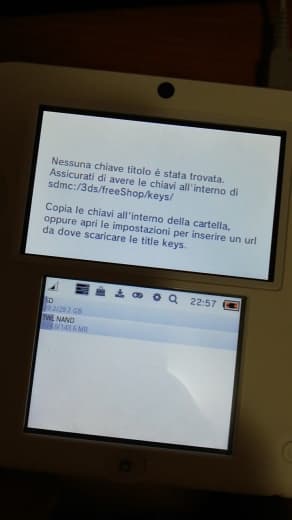 Nessuna chiave titolo è stata trovata.
Assicurati di avere le chiavi all'interno di
sdmc:/3ds/freeShop/keys/
Copia le chiavi all'interno della cartella,
oppure apri le impostazioni per inserire un url
da dove scaricare le title keys.
22:57
SD
TWL NAND